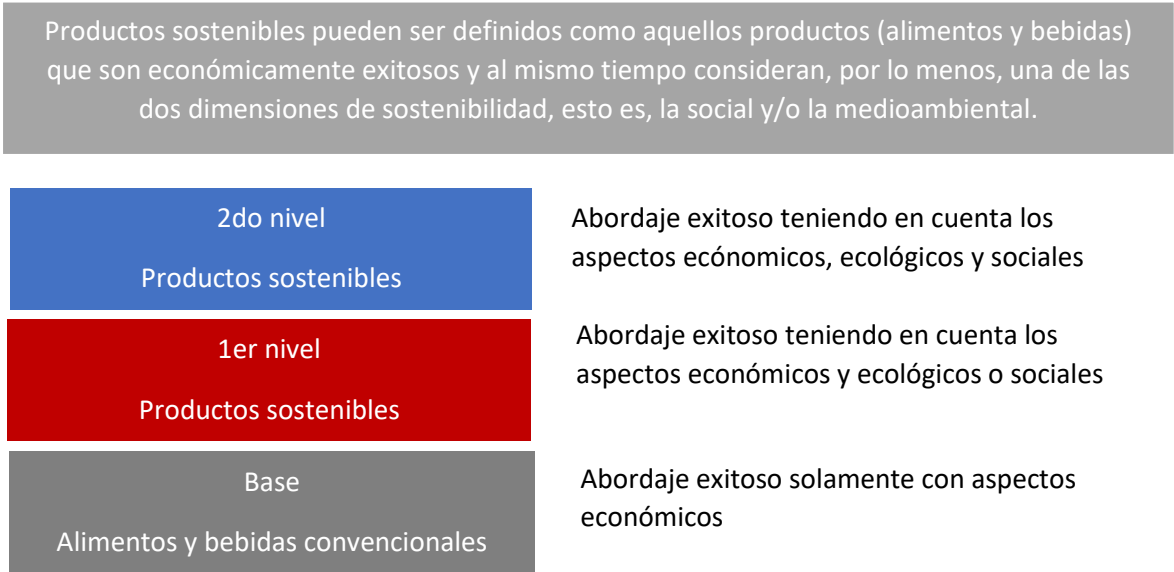 Productos sostenibles pueden ser definidos como aquellos productos (alimentos y bebidas)
que son económicamente exitosos y al mismo tiempo consideran, por lo menos, una de las
dos dimensiones de sostenibilidad, esto es, la social y/o la medioambiental.
2do nivel
Productos sostenibles
Abordaje exitoso teniendo en cuenta los
aspectos ecónomicos, ecológicos y sociales
1er nivel
Productos sostenibles
Abordaje exitoso teniendo en cuenta los
aspectos económicos y ecológicos o sociales
Base
Alimentos y bebidas convencionales
Abordaje exitoso solamente con aspectos
económicos